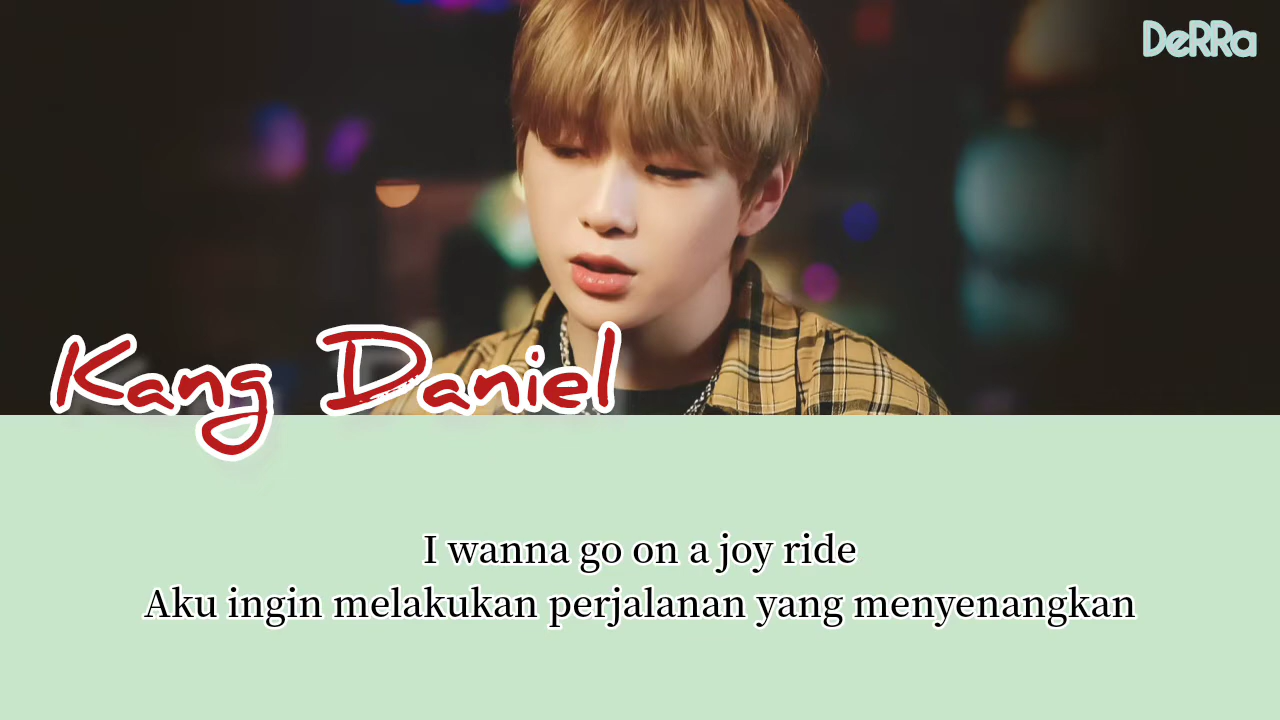 DeRRa
Kang Daniel
I wanna go on a joy ride
Aku ingin melakukan perjalanan yang menyenangkan